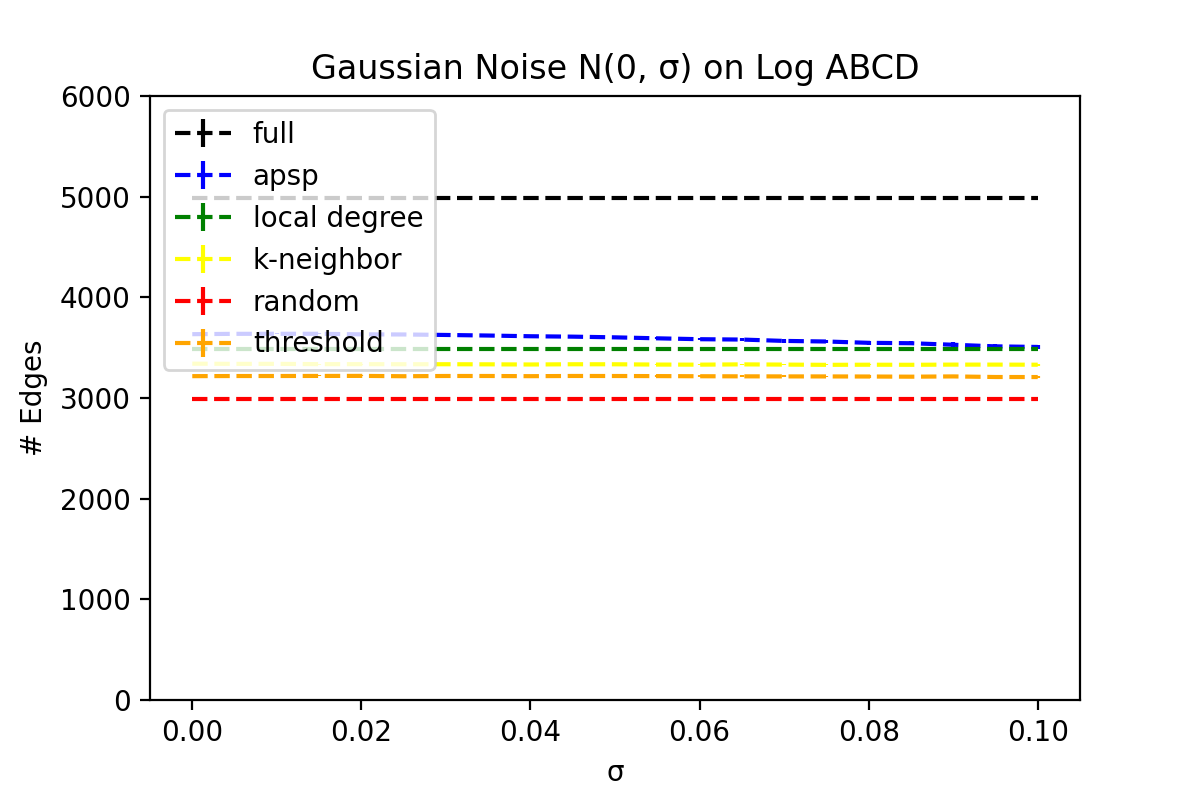 Gaussian Noise N(0, σ) on Log ABCD
6000
5000
4000
3000
2000
1000
0
# Edges
full
apsp
local degree
k-neighbor
random
threshold
0.00 0.02 0.04 0.06 0.08 0.10
σ